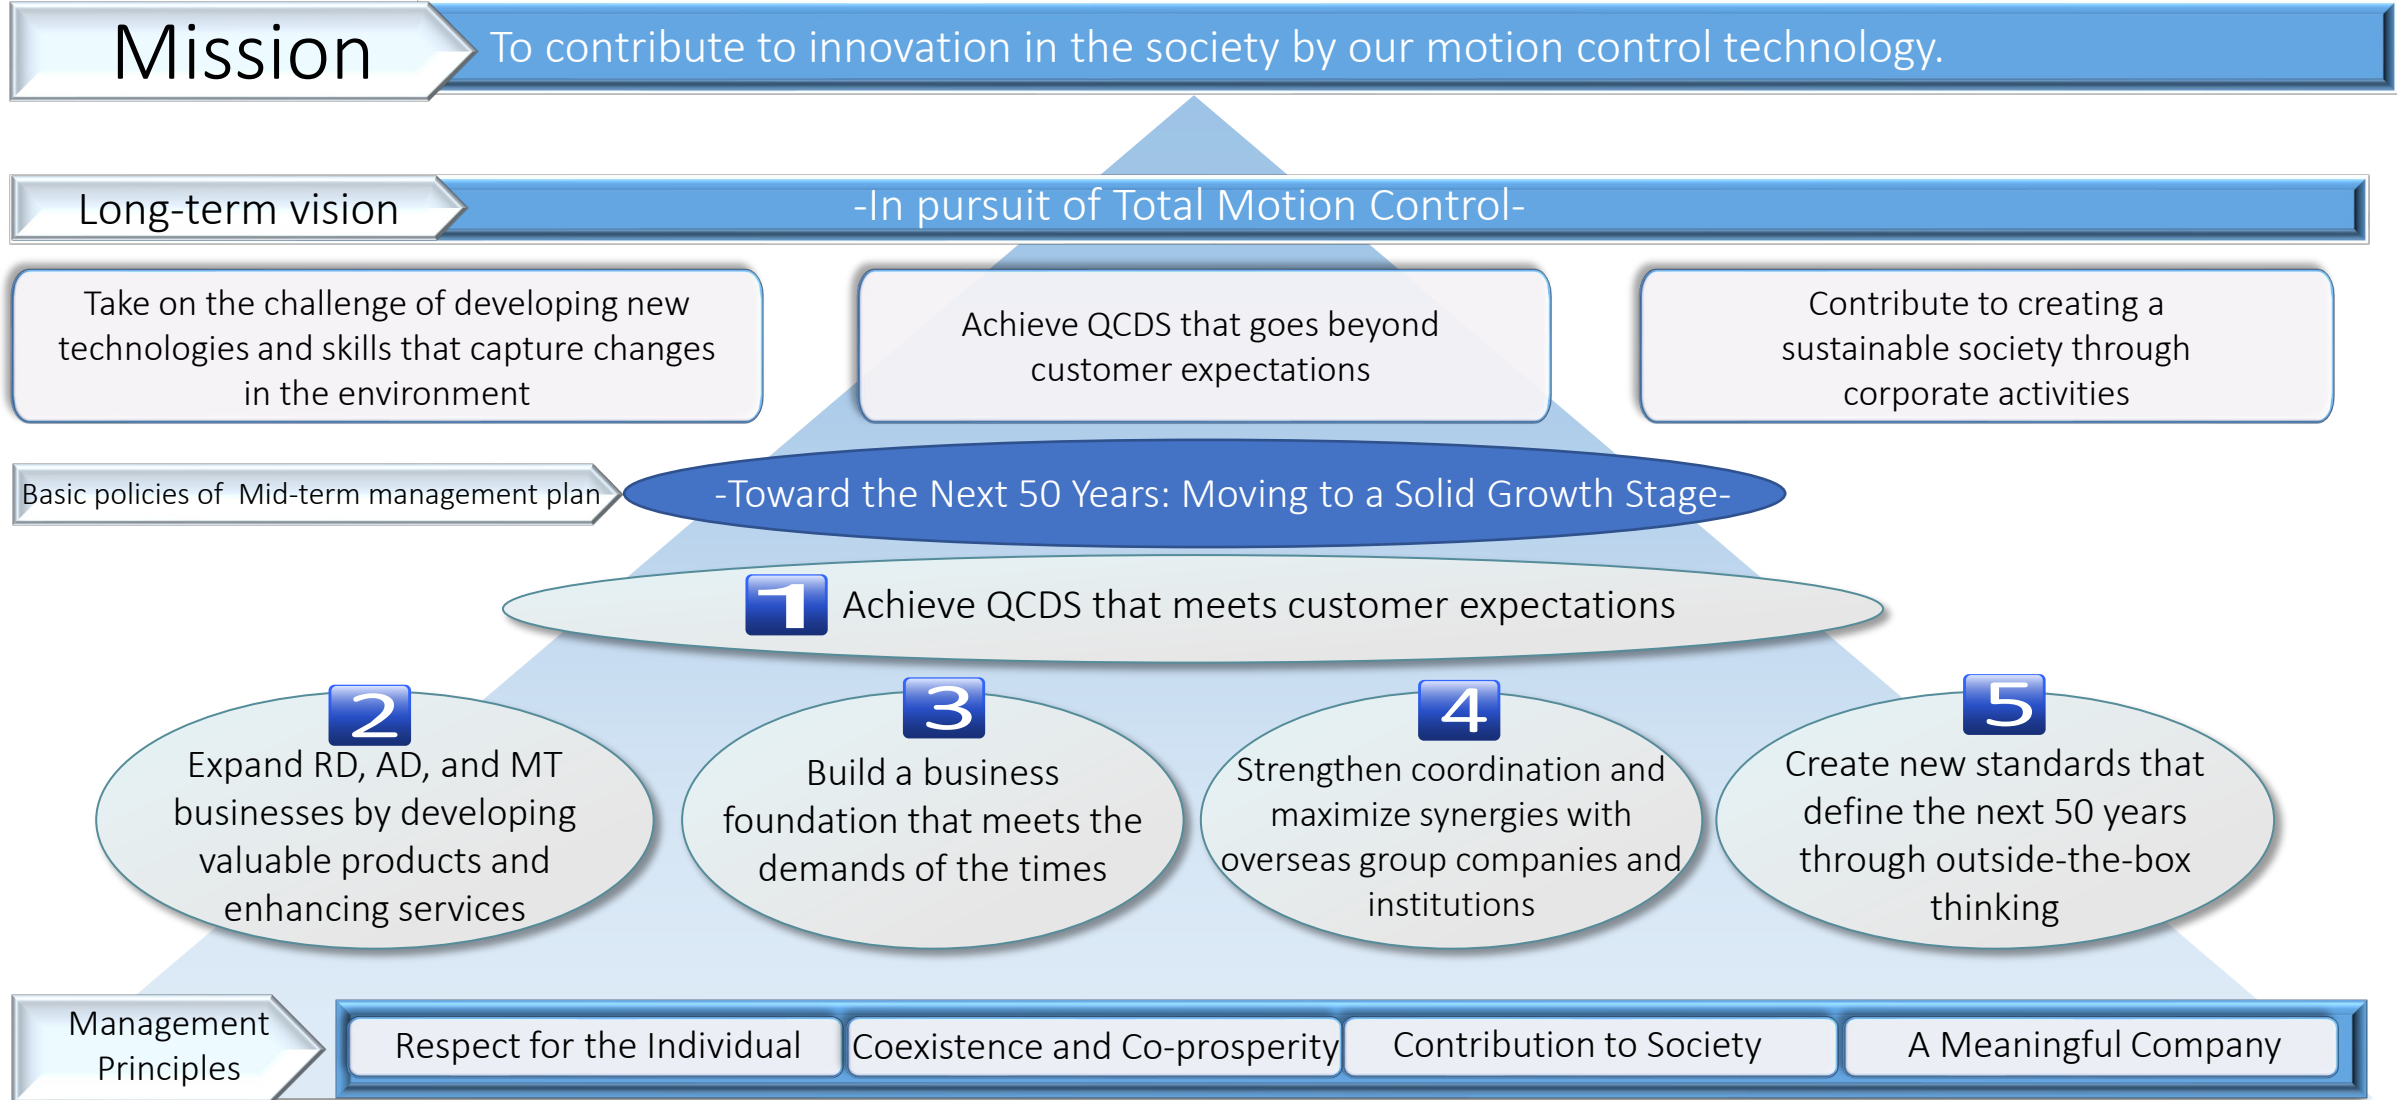 Mission
To contribute to innovation in the society by our motion control technology.
Long-term vision
-In pursuit of Total Motion Control-
Take on the challenge of developing new
technologies and skills that capture changes
in the environment
Achieve QCDS that goes beyond
customer expectations
Contribute to creating a
sustainable society through
corporate activities
Basic policies of Mid-term management plan
-Toward the Next 50 Years: Moving to a Solid Growth Stage-
1 Achieve QCDS that meets customer expectations
2
Expand RD, AD, and MT
businesses by developing
valuable products and
enhancing services
3
Build a business
foundation that meets the
demands of the times
4
Strengthen coordination and
maximize synergies with
overseas group companies and
institutions
5
Create new standards that
define the next 50 years
through outside-the-box
thinking
Management
Principles
Respect for the Individual
Coexistence and Co-prosperity
Contribution to Society
A Meaningful Company